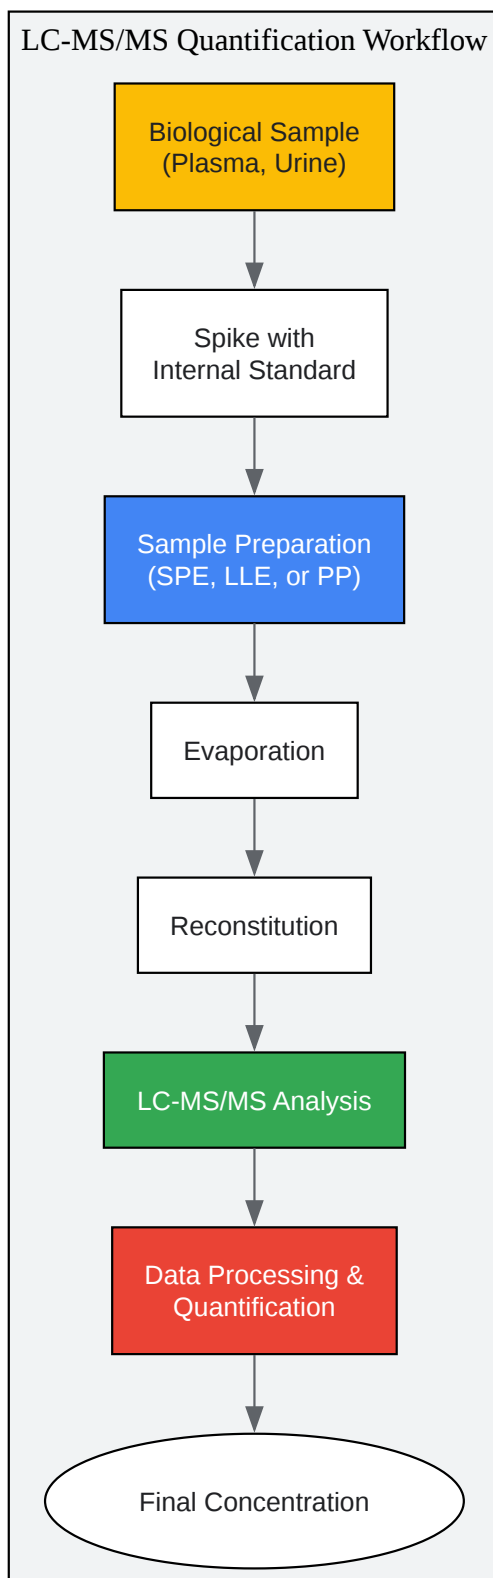 LC-MS/MS Quantification Workflow
Biological Sample
(Plasma, Urine)
Spike with
Internal Standard
Sample Preparation
(SPE, LLE, or PP)
Evaporation
Reconstitution
LC-MS/MS Analysis
Data Processing &
Quantification
Final Concentration